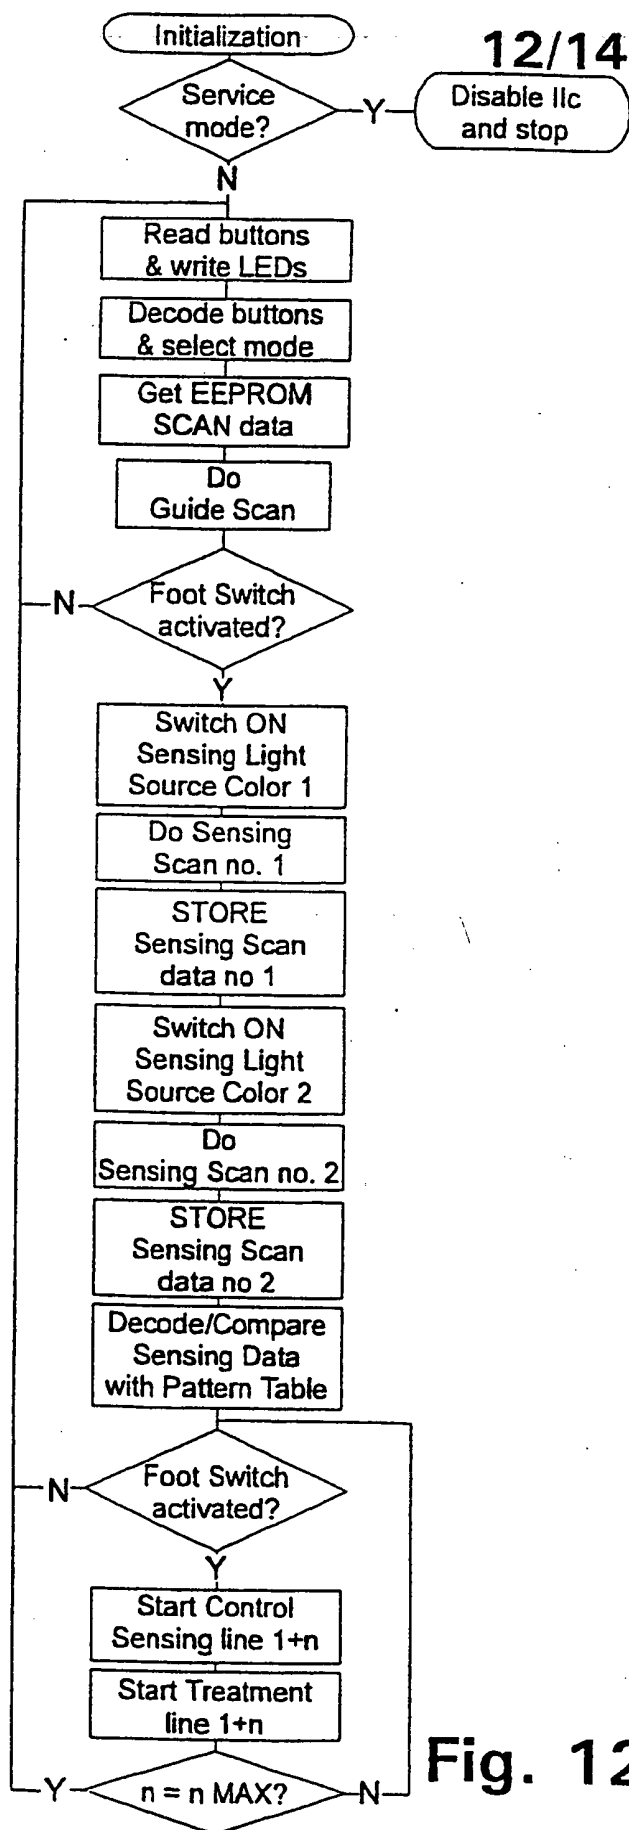 12/14
Initialization
Service
mode?
Y
Disable IIc
and stop
N
Read buttons
& write LEDs
Decode buttons
& select mode
Get EEPROM
SCAN data
Do
Guide Scan
N
Foot Switch
activated?
Y
Switch ON
Sensing Light
Source Color 1
Do Sensing
Scan no. 1
STORE
Sensing Scan
data no 1
Switch ON
Sensing Light
Source Color 2
Do
Sensing Scan no. 2
STORE
Sensing Scan
data no 2
Decode/Compare
Sensing Data
with Pattern Table
N
Foot Switch
activated?
Y
Start Control
Sensing line 1+n
Start Treatment
line 1+n
Y
n = n MAX?
N
Fig. 12